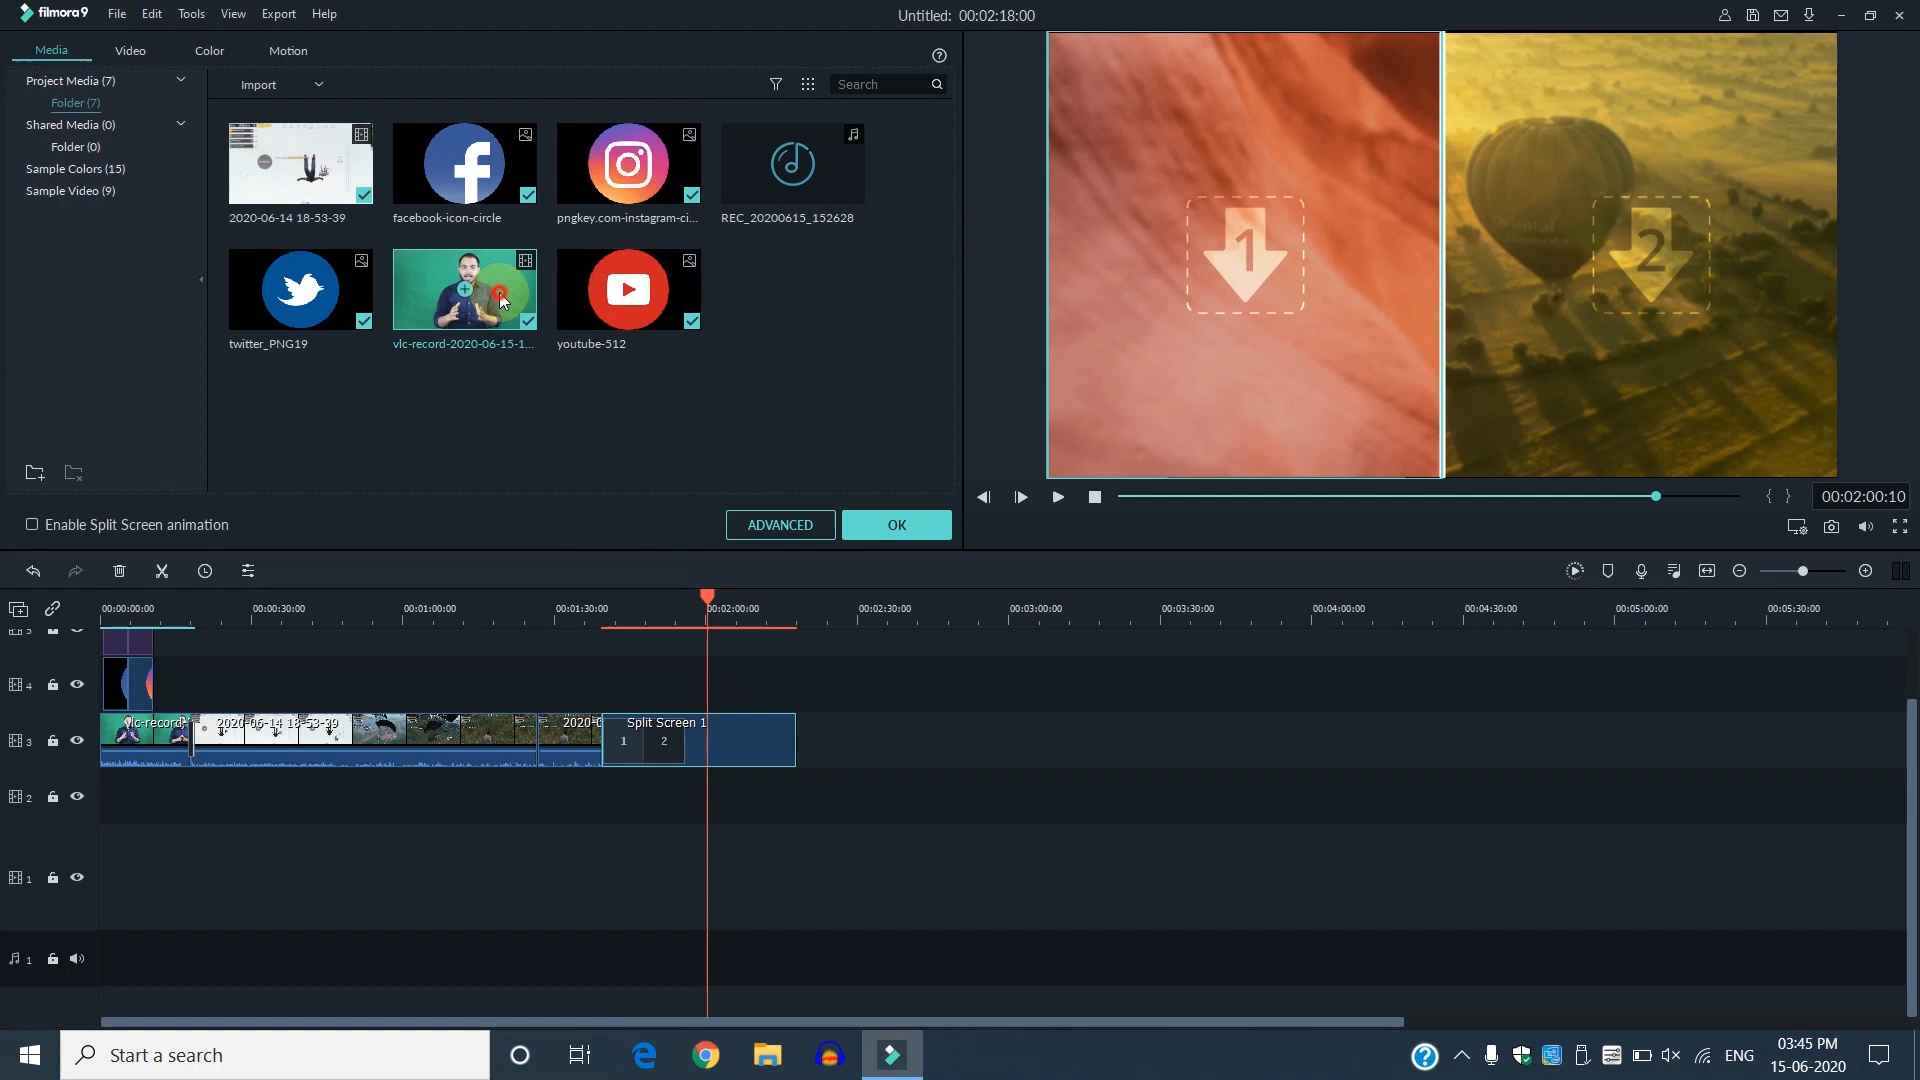 filmora9 File Edit Tools View Export Help Untitled: 00:02:18:00
Media Video Color Motion
Project Media (7)
Folder (7)
Shared Media (0)
Folder (0)
Sample Colors (15)
Sample Video (9)
Import Search
2020-06-14 18-53-39 facebook-icon-circle pngkey.com-instagram-ci... REC_20200615_152628
twitter_PNG19 vlc-record-2020-06-15-1... youtube-512
1 2
Enable Split Screen animation ADVANCED OK
00:02:00:10
00:00:00:00 00:00:30:00 00:01:00:00 00:01:30:00 00:02:00:00 00:02:30:00 00:03:00:00 00:03:30:00 00:04:00:00 00:04:30:00 00:05:00:00 00:05:30:00
5
4
vlc-record- 2020-06-14 18-53-39 2020-0 Split Screen 1
3 1 2
2
1
1
Start a search
ENG
03:45 PM
15-06-2020